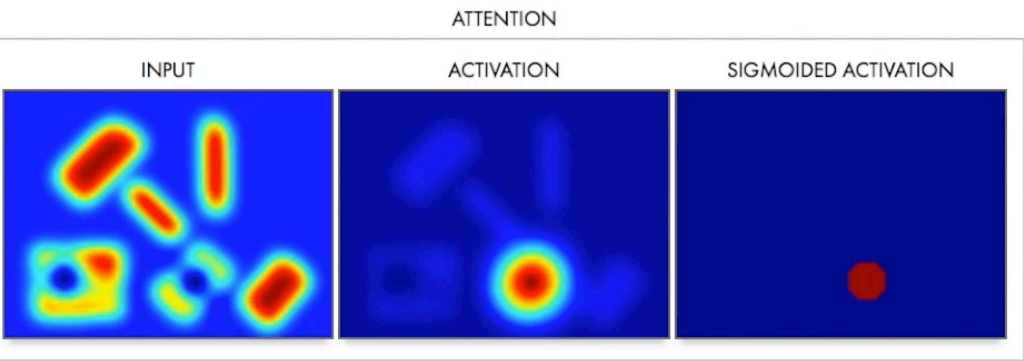 ATTENTION
INPUT
ACTIVATION
SIGMOIDED ACTIVATION